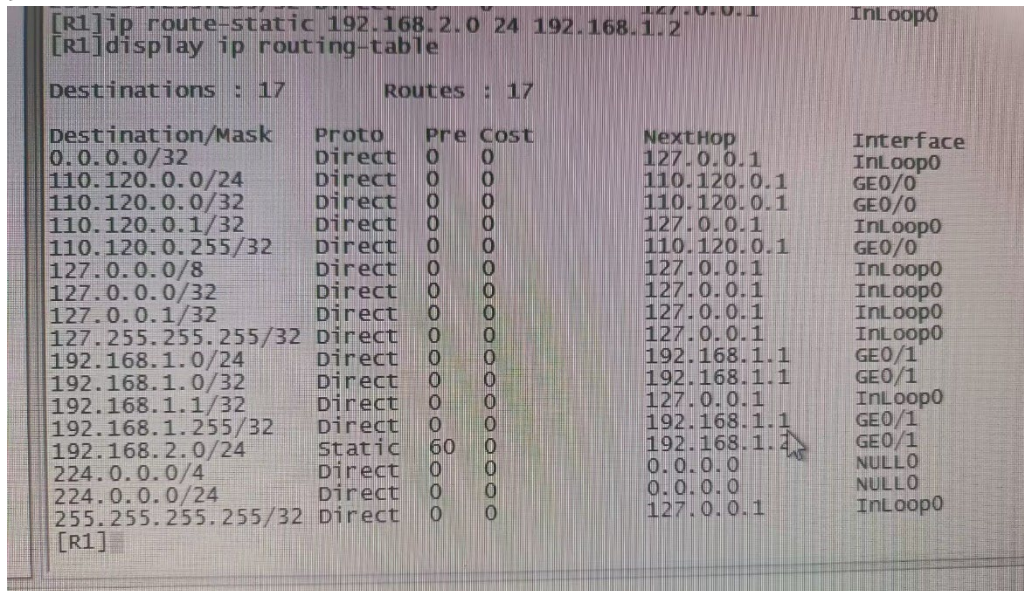 127.0.0.1 InLoop0
[R1]ip route-static 192.168.2.0 24 192.168.1.2
[R1]display ip routing-table
Destinations : 17 Routes : 17
Destination/Mask Proto Pre Cost NextHop Interface
0.0.0.0/32 Direct 0 0 127.0.0.1 InLoop0
110.120.0.0/24 Direct 0 0 110.120.0.1 GE0/0
110.120.0.0/32 Direct 0 0 110.120.0.1 GE0/0
110.120.0.1/32 Direct 0 0 127.0.0.1 InLoop0
110.120.0.255/32 Direct 0 0 110.120.0.1 GE0/0
127.0.0.0/8 Direct 0 0 127.0.0.1 InLoop0
127.0.0.0/32 Direct 0 0 127.0.0.1 InLoop0
127.0.0.1/32 Direct 0 0 127.0.0.1 InLoop0
127.255.255.255/32 Direct 0 0 127.0.0.1 InLoop0
192.168.1.0/24 Direct 0 0 192.168.1.1 GE0/1
192.168.1.0/32 Direct 0 0 192.168.1.1 GE0/1
192.168.1.1/32 Direct 0 0 127.0.0.1 InLoop0
192.168.1.255/32 Direct 0 0 192.168.1.1 GE0/1
192.168.2.0/24 Static 60 0 192.168.1.2 GE0/1
224.0.0.0/4 Direct 0 0 0.0.0.0 NULL0
224.0.0.0/24 Direct 0 0 0.0.0.0 NULL0
255.255.255.255/32 Direct 0 0 127.0.0.1 InLoop0
[R1]